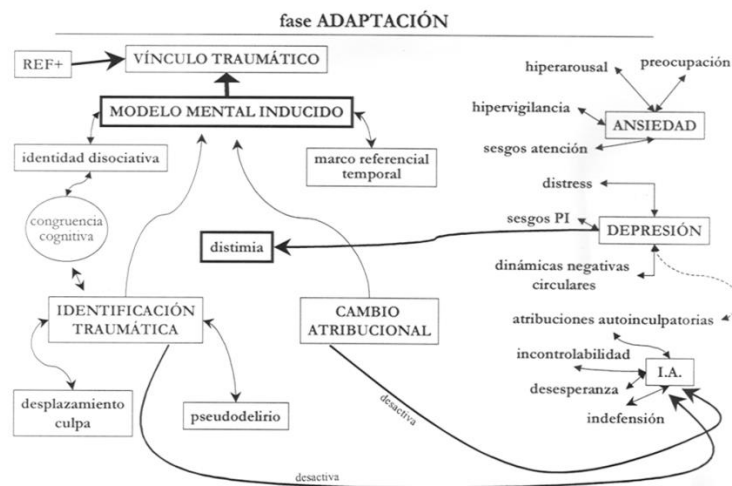 fase ADAPTACIÓN
REF+
VÍNCULO TRAUMÁTICO
MODELO MENTAL INDUCIDO
identidad disociativa
marco referencial
temporal
congruencia
cognitiva
distimia
IDENTIFICACIÓN
TRAUMÁTICA
CAMBIO
ATRIBUCIONAL
desplazamiento
culpa
pseudodelirio
desactiva
desactiva
hiperarousal
preocupación
hipervigilancia
ANSIEDAD
sesgos atención
distress
sesgos PI
DEPRESIÓN
dinámicas negativas
circulares
atribuciones autoinculpatorias
incontrolabilidad
I.A.
desesperanza
indefensión